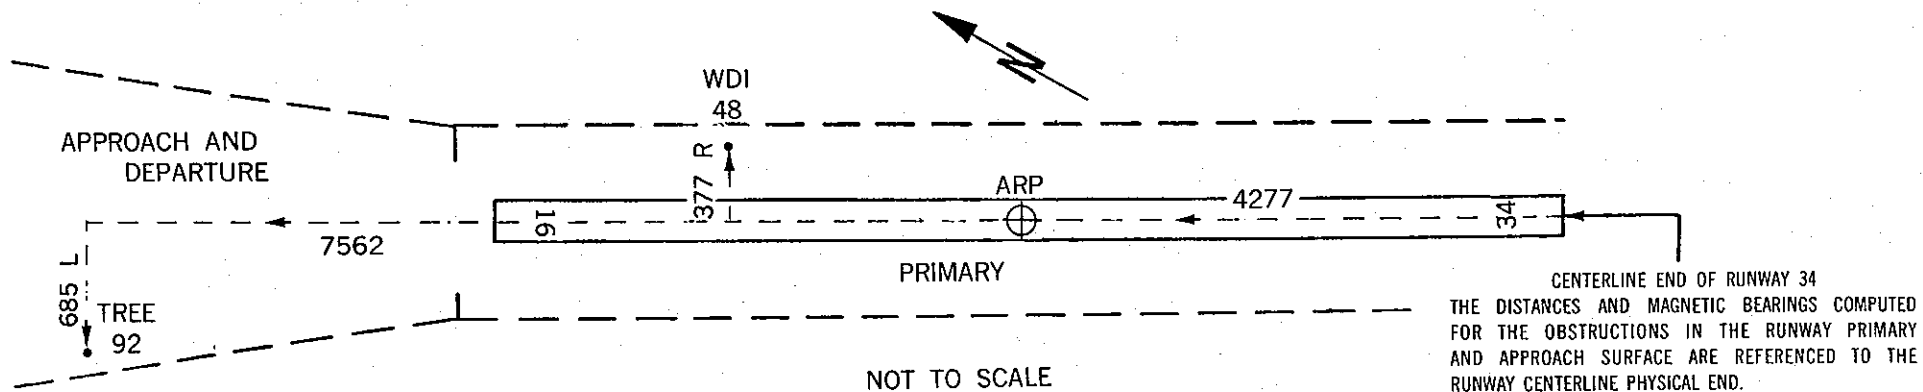 N
WDI
48
APPROACH AND
DEPARTURE
377 R
ARP
4277
16
34
7562
PRIMARY
685 L
TREE
92
CENTERLINE END OF RUNWAY 34
THE DISTANCES AND MAGNETIC BEARINGS COMPUTED
FOR THE OBSTRUCTIONS IN THE RUNWAY PRIMARY
AND APPROACH SURFACE ARE REFERENCED TO THE
RUNWAY CENTERLINE PHYSICAL END.
NOT TO SCALE